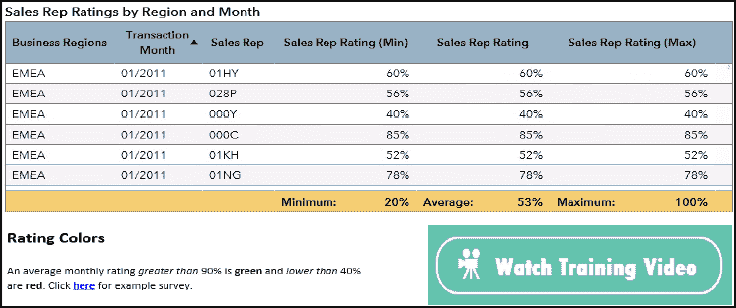 Sales Rep Ratings by Region and Month
Business Regions Transaction Month Sales Rep Sales Rep Rating (Min) Sales Rep Rating Sales Rep Rating (Max)
EMEA 01/2011 01HY 60% 60% 60%
EMEA 01/2011 028P 56% 56% 56%
EMEA 01/2011 000Y 40% 40% 40%
EMEA 01/2011 000C 85% 85% 85%
EMEA 01/2011 01KH 52% 52% 52%
EMEA 01/2011 01NG 78% 78% 78%
Minimum: 20% Average: 53% Maximum: 100%
Rating Colors
An average monthly rating greater than 90% is green and lower than 40%
are red. Click here for example survey.
Watch Training Video